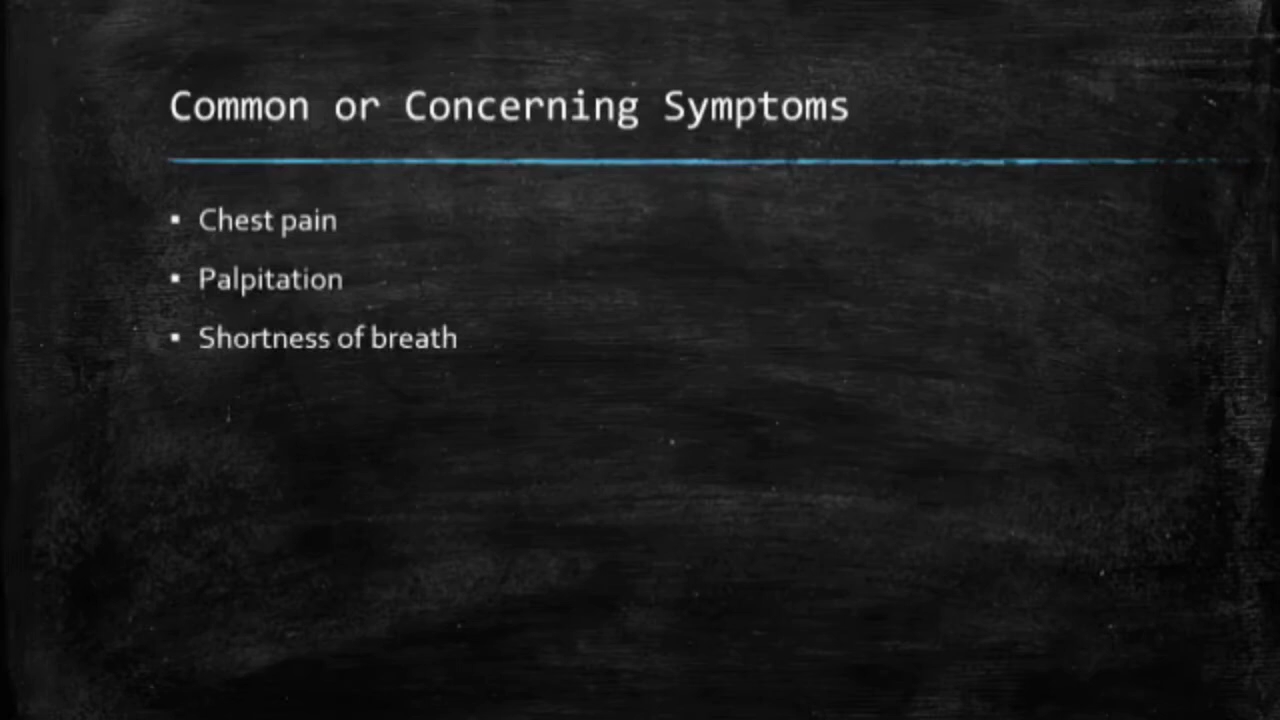 Common or Concerning Symptoms
▪ Chest pain
▪ Palpitation
▪ Shortness of breath